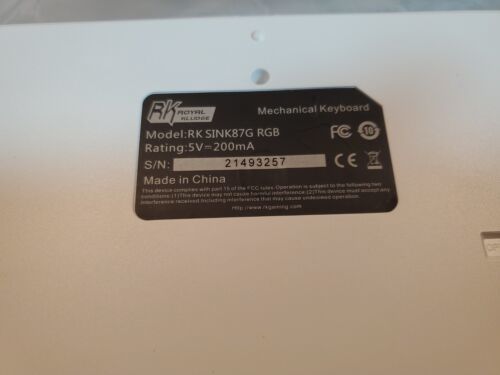 RK ROYAL KLUDGE
Mechanical Keyboard
Model:RK SINK87G RGB
Rating:5V⎓200mA
FC 10
S/N: 21493257
CE
Made in China
This device complies with part 15 of the FCC rules. Operation is subject to the following two
conditions:(1)This device may not cause harmful interference:(2)This device must accept any
interference received.Including interference that may cause undesired operation.
Http://www.rkgaming.com